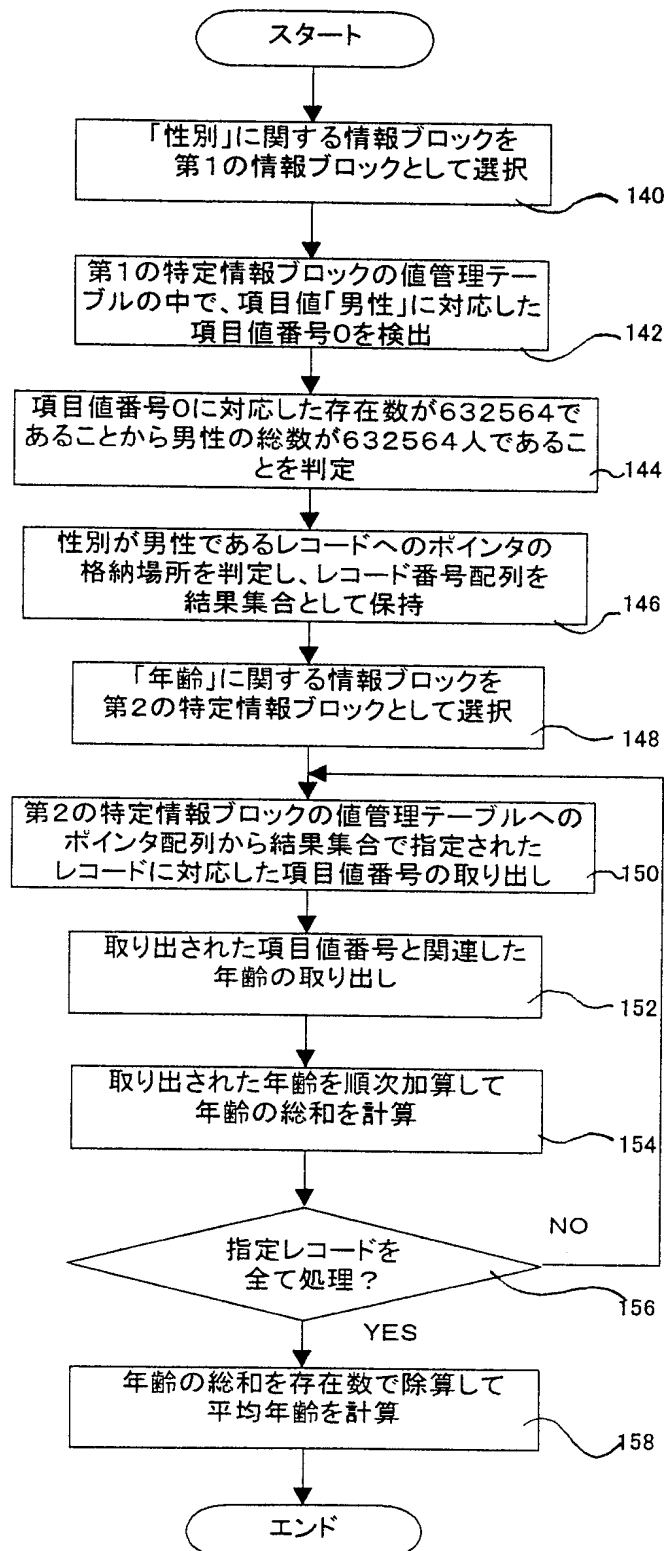 スタート
「性別」に関する情報ブロックを
第1の情報ブロックとして選択
140
第1の特定情報ブロックの値管理テー
ブルの中で、項目値「男性」に対応した
項目値番号0を検出
142
項目値番号0に対応した存在数が632564で
あることから男性の総数が632564人であるこ
とを判定
144
性別が男性であるレコードへのポインタの
格納場所を判定し、レコード番号配列を
結果集合として保持
146
「年齢」に関する情報ブロックを
第2の特定情報ブロックとして選択
148
第2の特定情報ブロックの値管理テーブルへの
ポインタ配列から結果集合で指定された
レコードに対応した項目値番号の取り出し
150
取り出された項目値番号と関連した
年齢の取り出し
152
取り出された年齢を順次加算して
年齢の総和を計算
154
NO
指定レコードを
全て処理?
156
YES
年齢の総和を存在数で除算して
平均年齢を計算
158
エンド